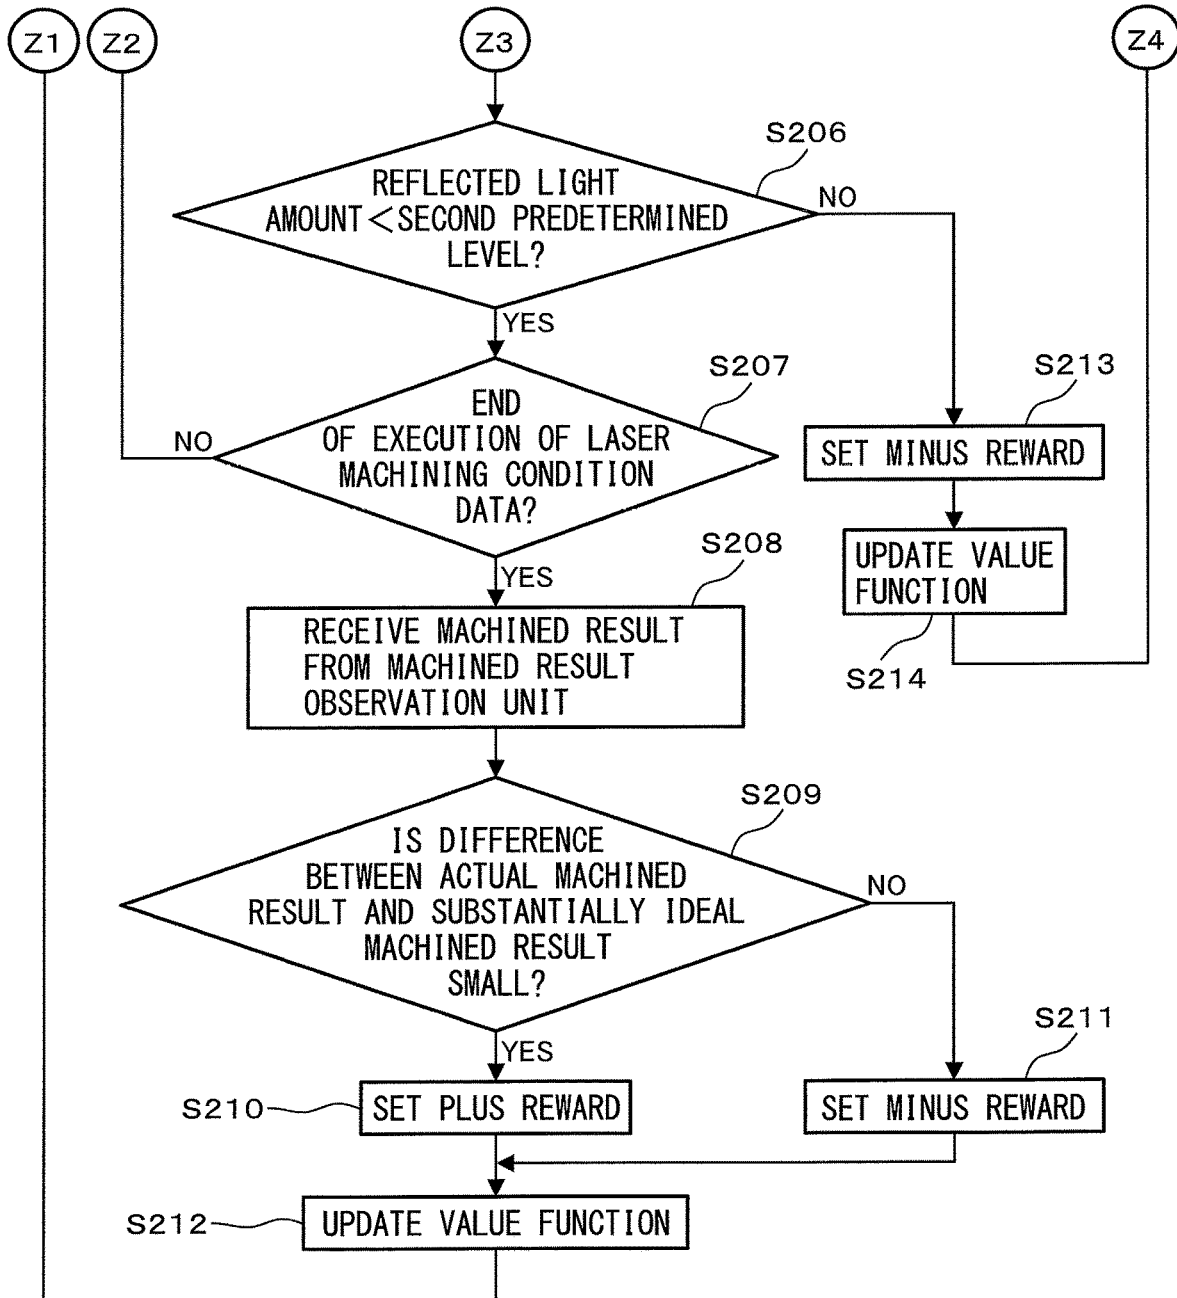 Z1
Z2
Z3
Z4
S206
REFLECTED LIGHT
AMOUNT<SECOND PREDETERMINED
LEVEL?
NO
YES
S207
END
OF EXECUTION OF LASER
MACHINING CONDITION
DATA?
NO
S213
SET MINUS REWARD
YES
S208
UPDATE VALUE
FUNCTION
S214
RECEIVE MACHINED RESULT
FROM MACHINED RESULT
OBSERVATION UNIT
S209
IS DIFFERENCE
BETWEEN ACTUAL MACHINED
RESULT AND SUBSTANTIALLY IDEAL
MACHINED RESULT
SMALL?
NO
YES
S211
S210
SET PLUS REWARD
SET MINUS REWARD
S212
UPDATE VALUE FUNCTION